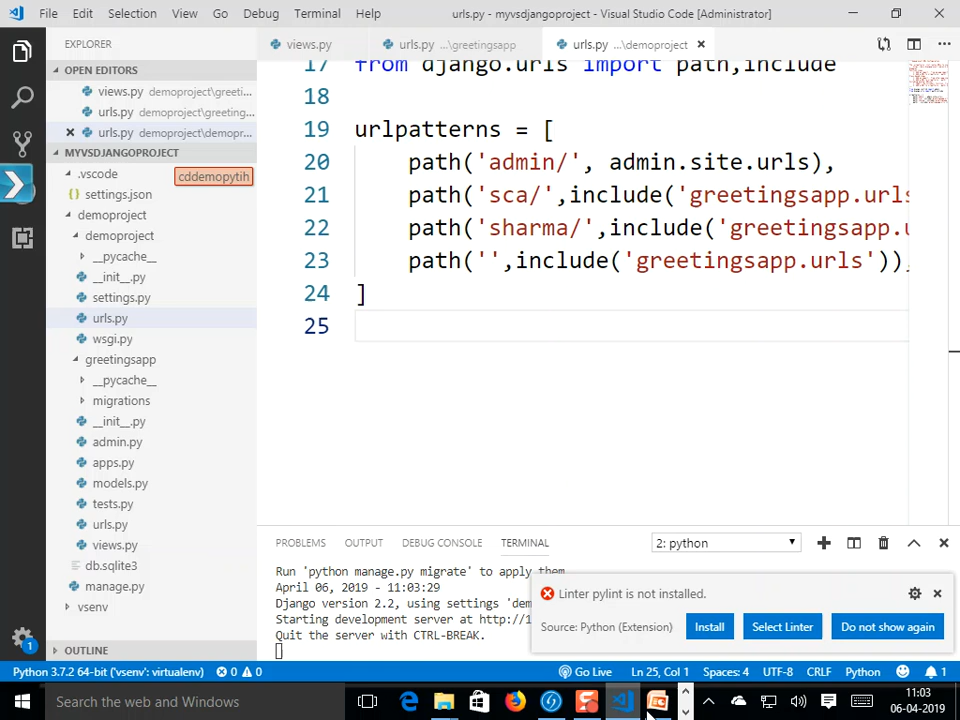 File Edit Selection View Go Debug Terminal Help
urls.py - myvsdjangoproject - Visual Studio Code [Administrator]
EXPLORER
views.py
urls.py ...\greetingsapp
urls.py ...\demoproject
OPEN EDITORS
views.py demoproject\greeti...
urls.py demoproject\greeting...
urls.py demoproject\demopr...
MYVSDJANGOPROJECT
.vscode
cddemopytih
settings.json
demoproject
demoproject
__pycache__
__init__.py
settings.py
urls.py
wsgi.py
greetingsapp
__pycache__
migrations
__init__.py
admin.py
apps.py
models.py
tests.py
urls.py
views.py
db.sqlite3
manage.py
vsenv
OUTLINE
17 from django.urls import path,include
18
19 urlpatterns = [
20 path('admin/', admin.site.urls),
21 path('sca/',include('greetingsapp.urls
22 path('sharma/',include('greetingsapp.u
23 path('',include('greetingsapp.urls')),
24 ]
25
PROBLEMS OUTPUT DEBUG CONSOLE TERMINAL
2: python
Run 'python manage.py migrate' to apply them.
April 06, 2019 - 11:03:29
Django version 2.2, using settings 'dem
Starting development server at http://1
Quit the server with CTRL-BREAK.
Linter pylint is not installed.
Source: Python (Extension)
Install
Select Linter
Do not show again
1
Python 3.7.2 64-bit ('vsenv': virtualenv) 0 0
Go Live Ln 25, Col 1 Spaces: 4 UTF-8 CRLF Python 1
Search the web and Windows
11:03
06-04-2019